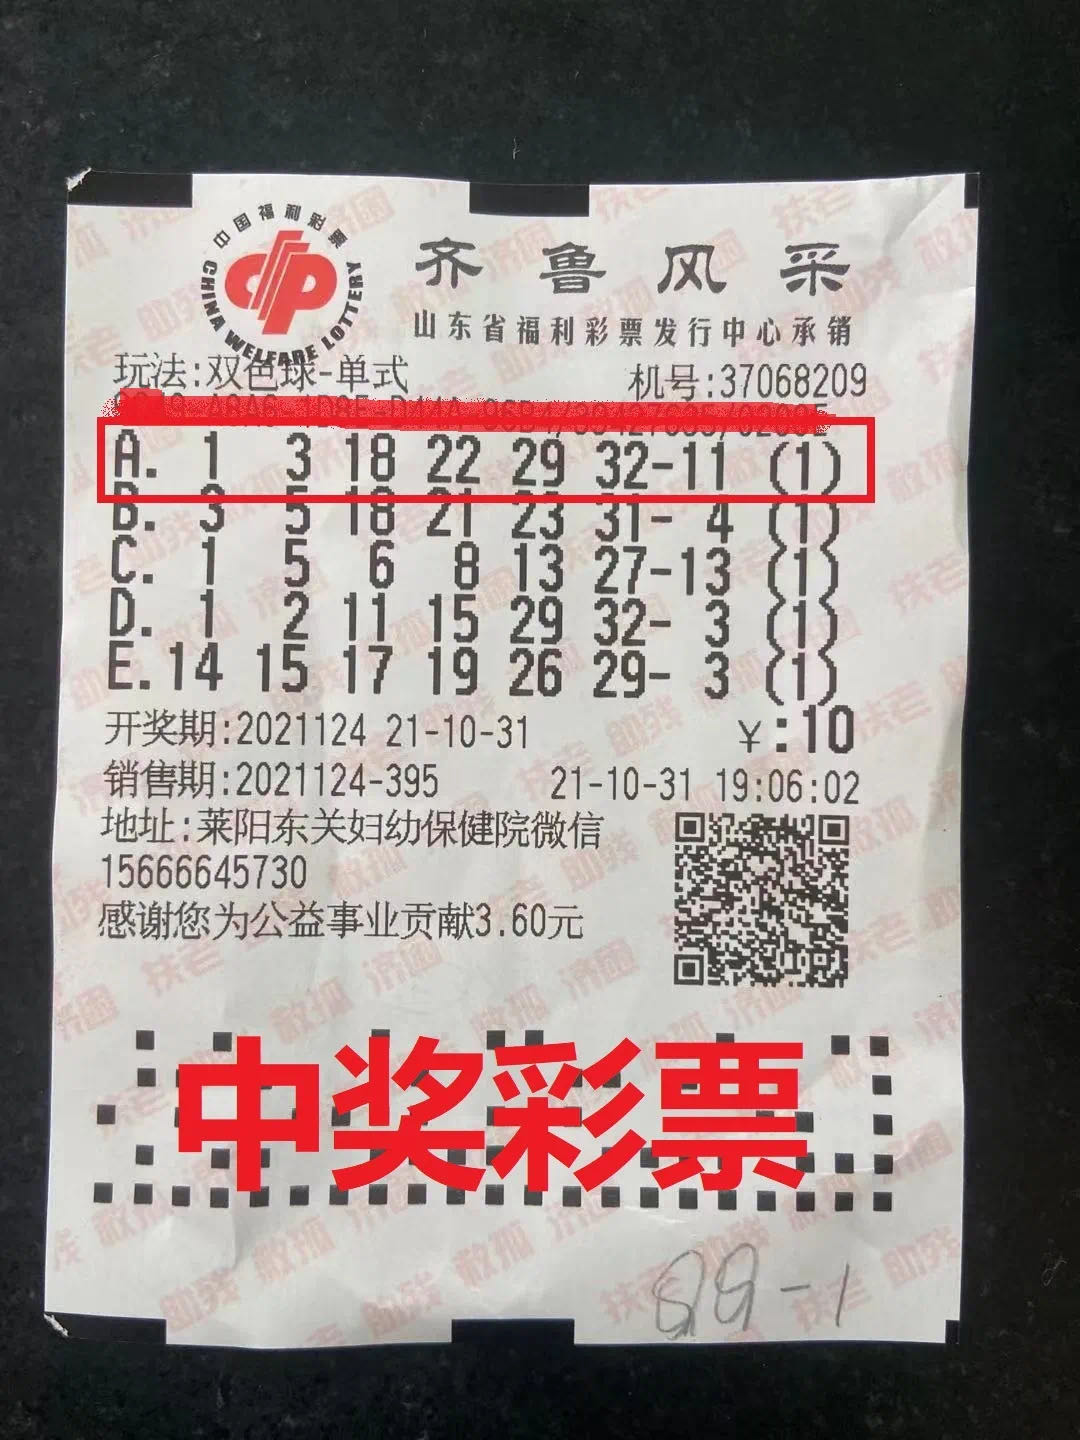 中国福利彩票
CHINA WELFARE LOTTERY
齐鲁风采
山东省福利彩票发行中心承销
玩法:双色球-单式 机号:37068209
A. 1 3 18 22 29 32-11 (1)
B. 3 5 18 21 23 31- 4 (1)
C. 1 5 6 8 13 27-13 (1)
D. 1 2 11 15 29 32- 3 (1)
E.14 15 17 19 26 29- 3 (1)
开奖期:2021124 21-10-31 ¥:10
销售期:2021124-395 21-10-31 19:06:02
地址:莱阳东关妇幼保健院微信
15666645730
感谢您为公益事业贡献3.60元
中奖彩票